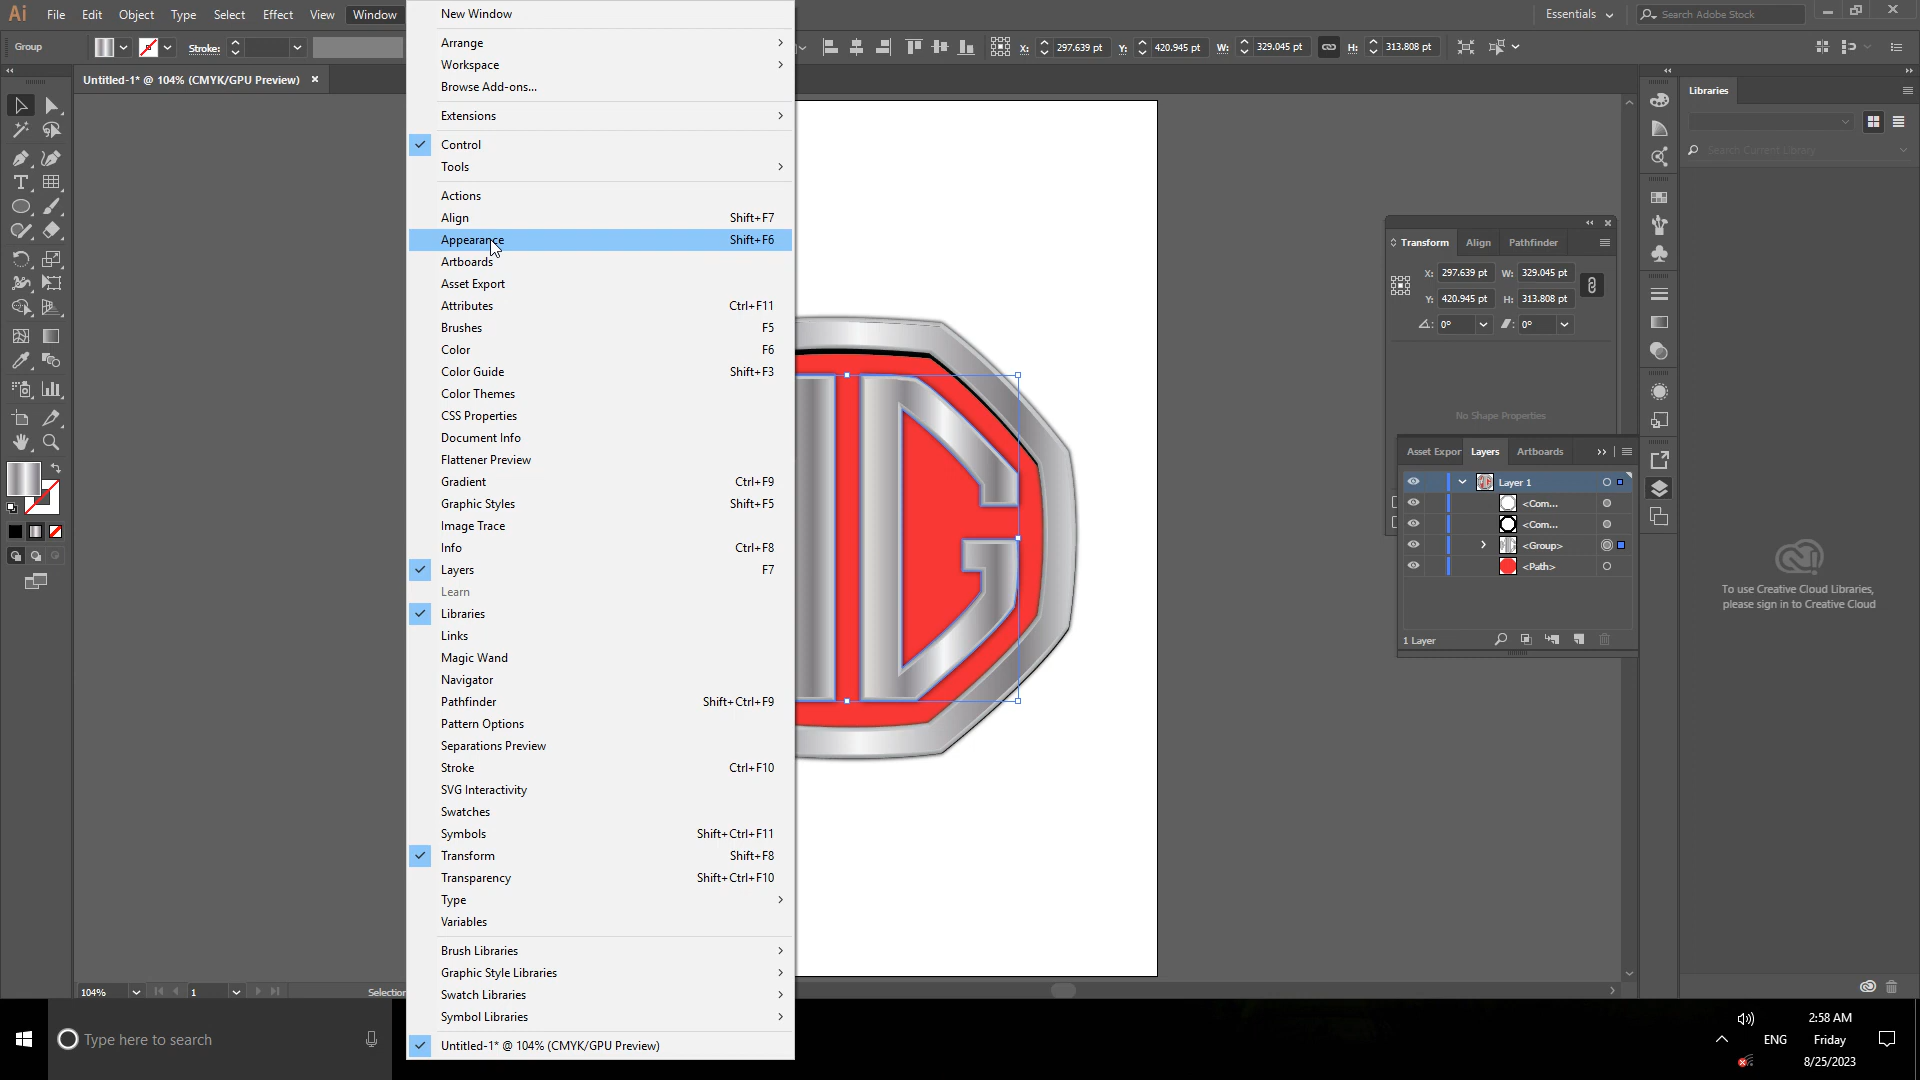 Ai File Edit Object Type Select Effect View Window
Essentials
Search Adobe Stock
Group
Stroke:
X: 297.639 pt Y: 420.945 pt W: 329.045 pt H: 313.808 pt
Untitled-1* @ 104% (CMYK/GPU Preview) ×
New Window
Arrange
Workspace
Browse Add-ons...
Extensions
Control
Tools
Actions
Align Shift+F7
Appearance Shift+F6
Artboards
Asset Export
Attributes Ctrl+F11
Brushes F5
Color F6
Color Guide Shift+F3
Color Themes
CSS Properties
Document Info
Flattener Preview
Gradient Ctrl+F9
Graphic Styles Shift+F5
Image Trace
Info Ctrl+F8
Layers F7
Learn
Libraries
Links
Magic Wand
Navigator
Pathfinder Shift+Ctrl+F9
Pattern Options
Separations Preview
Stroke Ctrl+F10
SVG Interactivity
Swatches
Symbols Shift+Ctrl+F11
Transform Shift+F8
Transparency Shift+Ctrl+F10
Type
Variables
Brush Libraries
Graphic Style Libraries
Swatch Libraries
Symbol Libraries
Untitled-1* @ 104% (CMYK/GPU Preview)
Transform Align Pathfinder
X: 297.639 pt W: 329.045 pt
Y: 420.945 pt H: 313.808 pt
0° 0°
No Shape Properties
Asset Expor Layers Artboards
Layer 1
<Com...
<Com...
<Group>
<Path>
1 Layer
Libraries
Search Current Library
To use Creative Cloud Libraries,
please sign in to Creative Cloud
104% 1 Selection
Type here to search
ENG
2:58 AM
Friday
8/25/2023